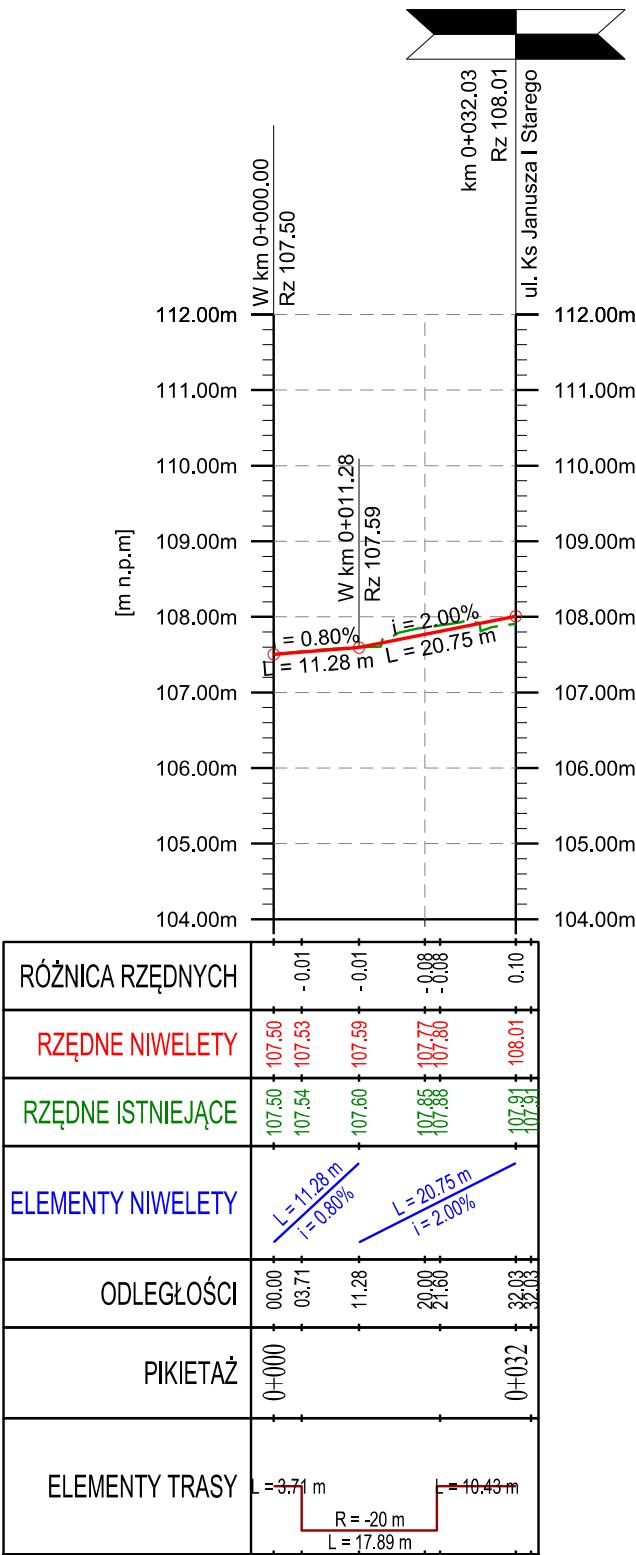 km 0+032.03
Rz 108.01
ul. Ks Janusza I Starego
W km 0+000.00
Rz 107.50
112.00m
112.00m
111.00m
111.00m
W km 0+011.28
Rz 107.59
110.00m
110.00m
[m n.p.m]
109.00m
109.00m
108.00m
108.00m
= 0.80%
L = 11.28 m
i = 2.00%
L = 20.75 m
107.00m
107.00m
106.00m
106.00m
105.00m
105.00m
104.00m
104.00m
RÓŻNICA RZĘDNYCH - 0.01 - 0.01 - 0.08 - 0.08 0.10
RZĘDNE NIWELETY 107.50 107.53 107.59 107.77 107.80 108.01
RZĘDNE ISTNIEJĄCE 107.50 107.54 107.60 107.85 107.88 107.91 107.91
ELEMENTY NIWELETY
L = 11.28 m
i = 0.80%
L = 20.75 m
i = 2.00%
ODLEGŁOŚCI 00.00 03.71 11.28 20.00 21.60 32.03 32.03
PIKIETAŻ 0+000 0+032
ELEMENTY TRASY
L = 3.71 m
R = -20 m
L = 17.89 m
L = 10.43 m